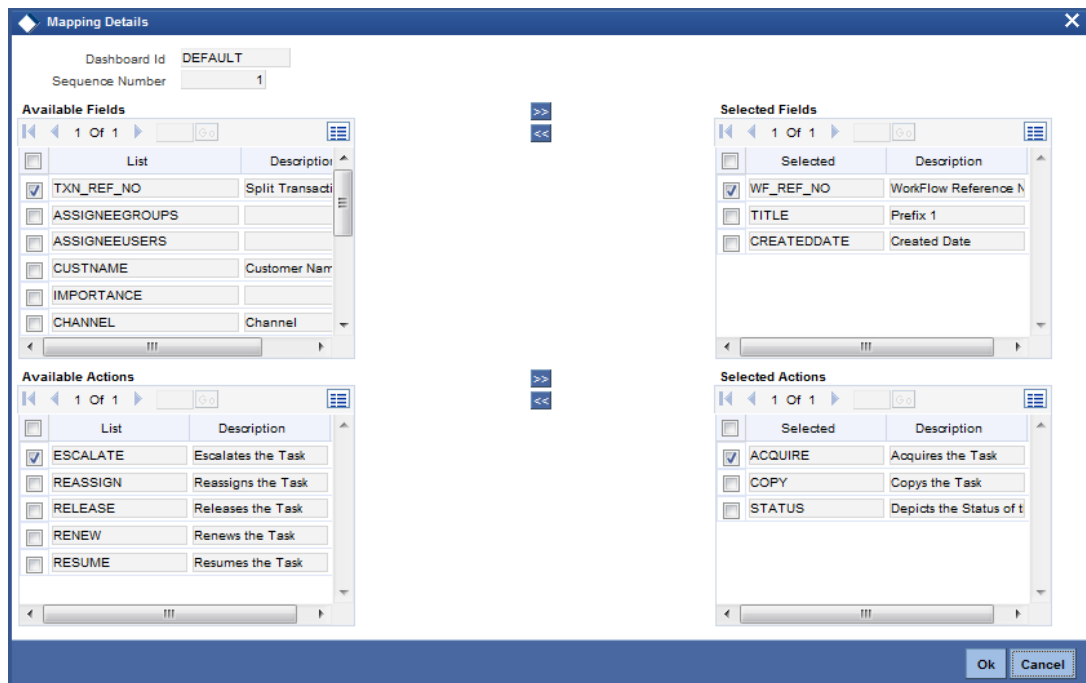 Mapping Details
Dashboard Id DEFAULT
Sequence Number 1
Available Fields >> Selected Fields
1 Of 1 Go << 1 Of 1 Go
List Description Selected Description
TXN_REF_NO Split Transacti WF_REF_NO WorkFlow Reference N
ASSIGNEEGROUPS TITLE Prefix 1
ASSIGNEEUSERS CREATEDDATE Created Date
CUSTNAME Customer Nam
IMPORTANCE
CHANNEL Channel
Available Actions >> Selected Actions
1 Of 1 Go << 1 Of 1 Go
List Description Selected Description
ESCALATE Escalates the Task ACQUIRE Acquires the Task
REASSIGN Reassigns the Task COPY Copys the Task
RELEASE Releases the Task STATUS Depicts the Status of t
RENEW Renews the Task
RESUME Resumes the Task
Ok Cancel